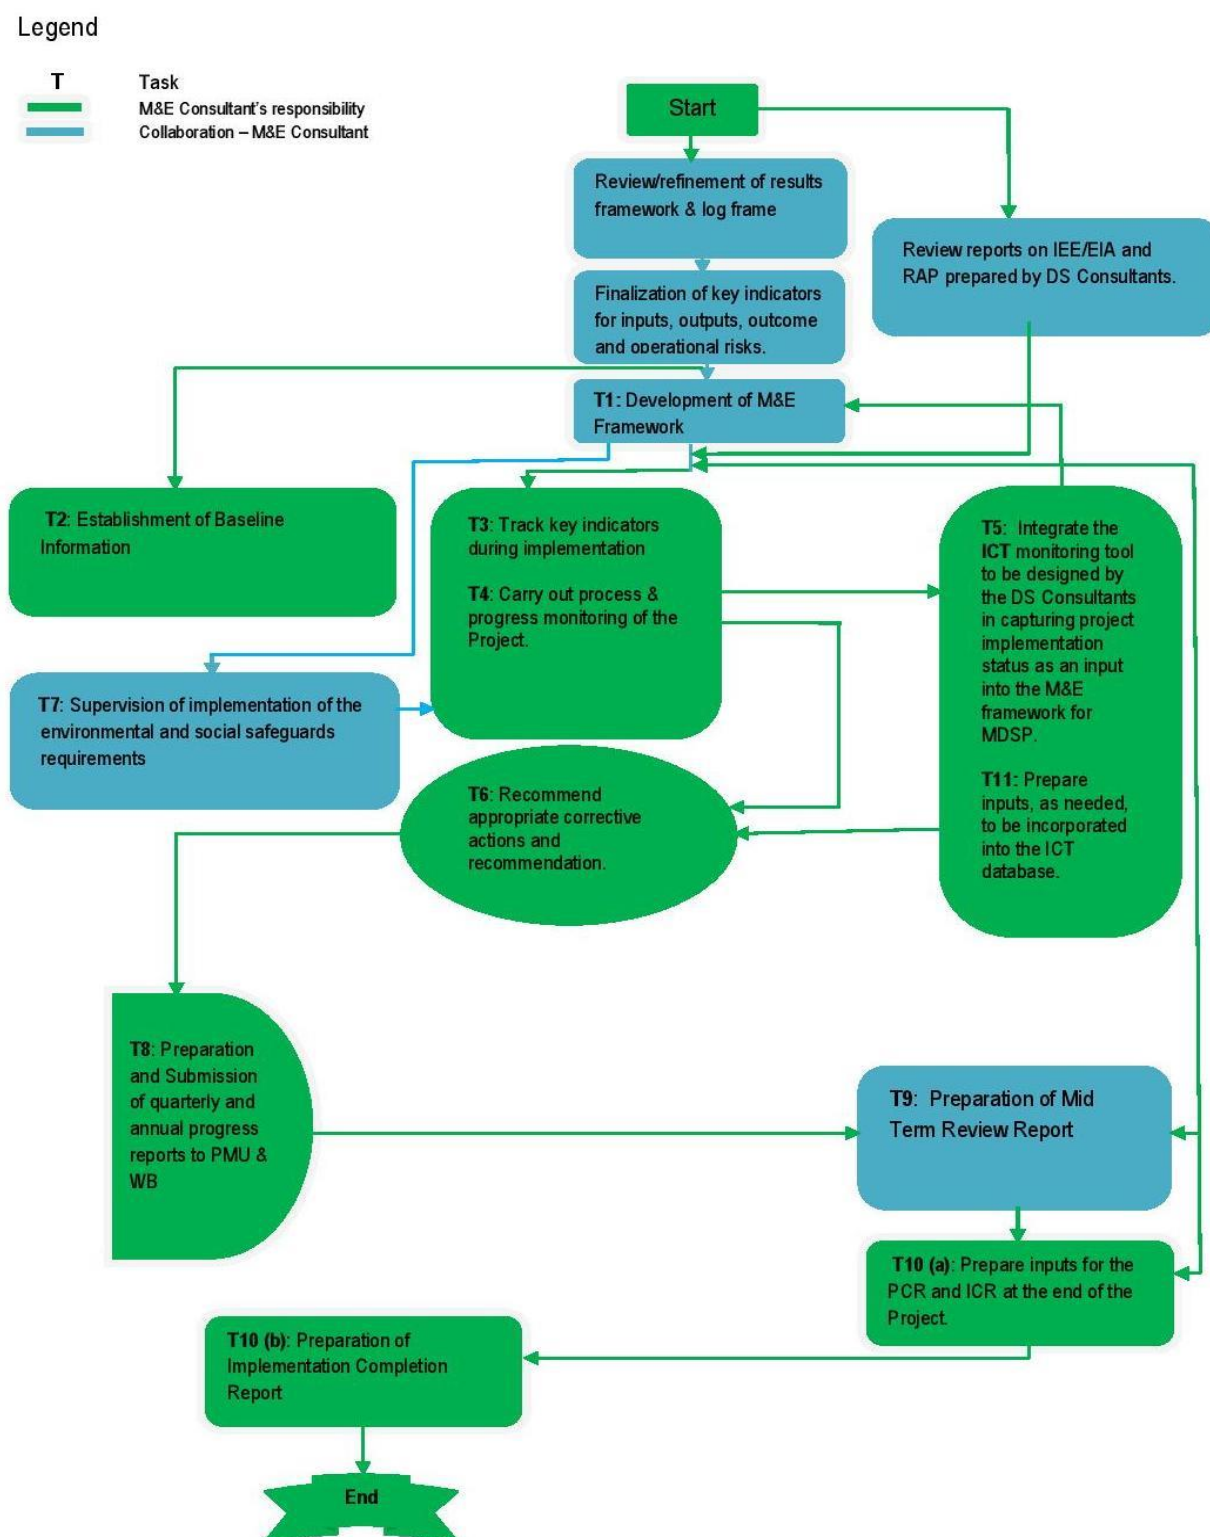 Legend
T Task
M&E Consultant's responsibility
Collaboration – M&E Consultant
Start
Review/refinement of results
framework & log frame
Review reports on IEE/EIA and
RAP prepared by DS Consultants.
Finalization of key indicators
for inputs, outputs, outcome
and operational risks.
T1: Development of M&E
Framework
T2: Establishment of Baseline
Information
T3: Track key indicators
during implementation
T4: Carry out process &
progress monitoring of the
Project.
T5: Integrate the
ICT monitoring tool
to be designed by
the DS Consultants
in capturing project
implementation
status as an input
into the M&E
framework for
MDSP.
T11: Prepare
inputs, as needed,
to be incorporated
into the ICT
database.
T7: Supervision of implementation of the
environmental and social safeguards
requirements
T6: Recommend
appropriate corrective
actions and
recommendation.
T8: Preparation
and Submission
of quarterly and
annual progress
reports to PMU &
WB
T9: Preparation of Mid
Term Review Report
T10 (a): Prepare inputs for the
PCR and ICR at the end of the
Project.
T10 (b): Preparation of
Implementation Completion
Report
End